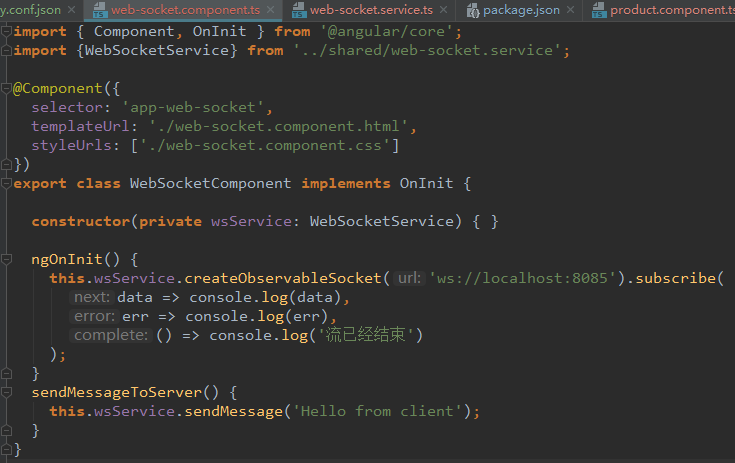 y.conf.json × web-socket.component.ts × web-socket.service.ts × package.json × product.component.ts
import { Component, OnInit } from '@angular/core';
import {WebSocketService} from '../shared/web-socket.service';
@Component({
selector: 'app-web-socket',
templateUrl: './web-socket.component.html',
styleUrls: ['./web-socket.component.css']
})
export class WebSocketComponent implements OnInit {
constructor(private wsService: WebSocketService) { }
ngOnInit() {
this.wsService.createObservableSocket( url: 'ws://localhost:8085').subscribe(
next: data => console.log(data),
error: err => console.log(err),
complete: () => console.log('流已经结束')
);
}
sendMessageToServer() {
this.wsService.sendMessage('Hello from client');
}
}